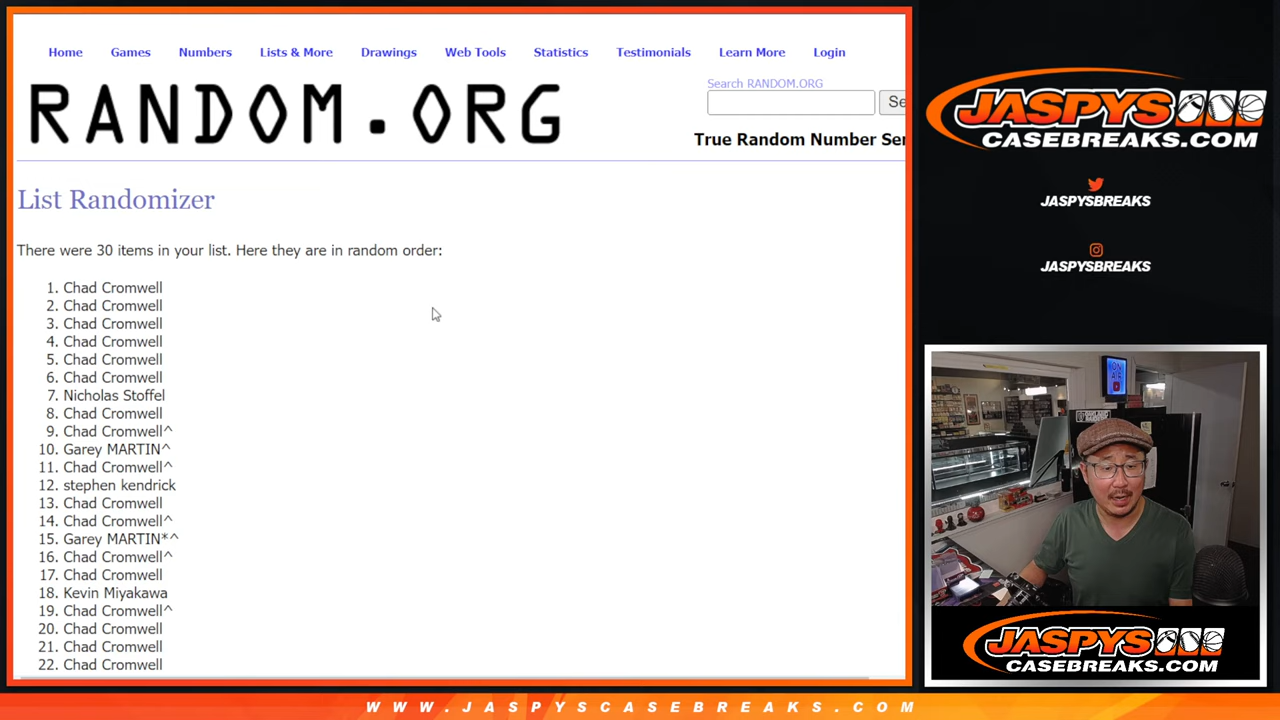 Home Games Numbers Lists & More Drawings Web Tools Statistics Testimonials Learn More Login
RANDOM.ORG
Search RANDOM.ORG
Se
True Random Number Ser
List Randomizer
There were 30 items in your list. Here they are in random order:
1. Chad Cromwell
2. Chad Cromwell
3. Chad Cromwell
4. Chad Cromwell
5. Chad Cromwell
6. Chad Cromwell
7. Nicholas Stoffel
8. Chad Cromwell
9. Chad Cromwell^
10. Garey MARTIN^
11. Chad Cromwell^
12. stephen kendrick
13. Chad Cromwell
14. Chad Cromwell^
15. Garey MARTIN*^
16. Chad Cromwell^
17. Chad Cromwell
18. Kevin Miyakawa
19. Chad Cromwell^
20. Chad Cromwell
21. Chad Cromwell
22. Chad Cromwell
JASPYS
CASEBREAKS.COM
JASPYSBREAKS
JASPYSBREAKS
ON
AIR
JASPYS
CASEBREAKS.COM
WWW.JASPYSCASEBREAKS.COM